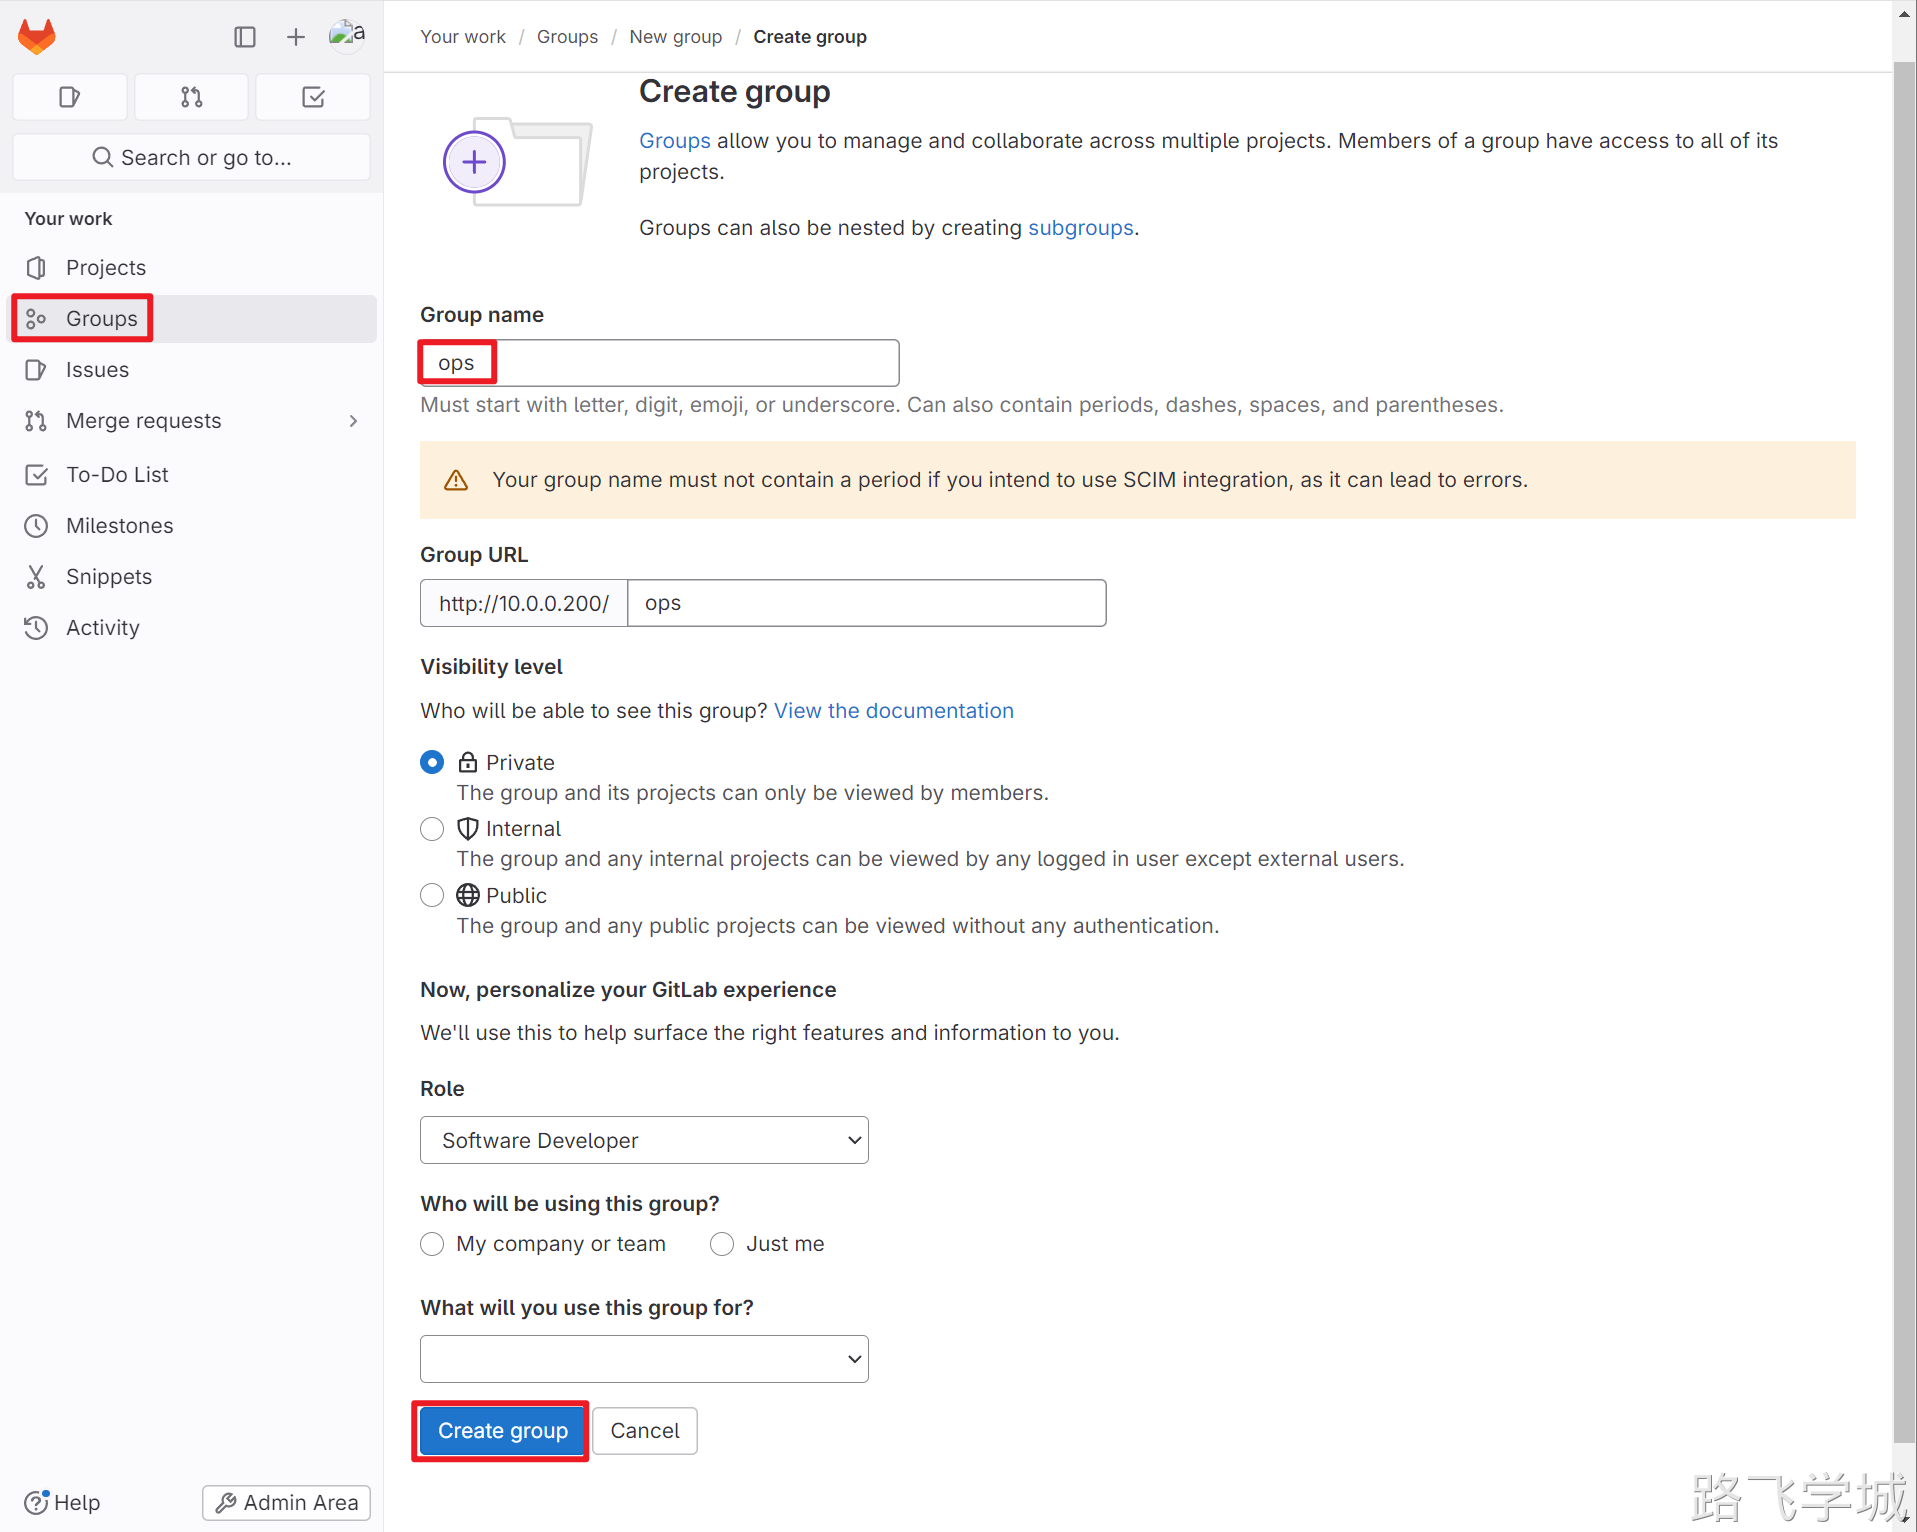 a
Search or go to...
Your work
Projects
Groups
Issues
Merge requests
To-Do List
Milestones
Snippets
Activity
Help
Admin Area
Your work / Groups / New group / Create group
Create group
Groups allow you to manage and collaborate across multiple projects. Members of a group have access to all of its
projects.
Groups can also be nested by creating subgroups.
Group name
ops
Must start with letter, digit, emoji, or underscore. Can also contain periods, dashes, spaces, and parentheses.
Your group name must not contain a period if you intend to use SCIM integration, as it can lead to errors.
Group URL
http://10.0.0.200/ ops
Visibility level
Who will be able to see this group? View the documentation
Private
The group and its projects can only be viewed by members.
Internal
The group and any internal projects can be viewed by any logged in user except external users.
Public
The group and any public projects can be viewed without any authentication.
Now, personalize your GitLab experience
We'll use this to help surface the right features and information to you.
Role
Software Developer
Who will be using this group?
My company or team Just me
What will you use this group for?
Create group Cancel
路飞学城